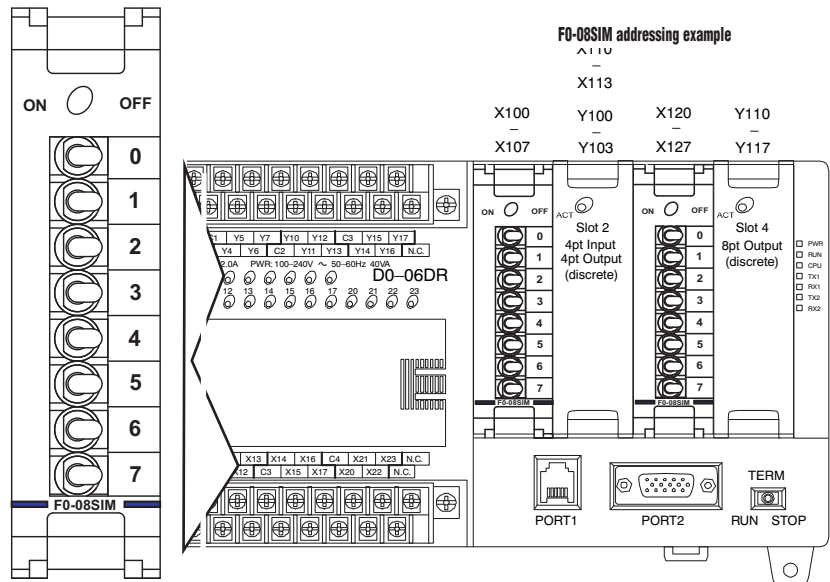 F0-08SIM addressing example
ON OFF
0
1
2
3
4
5
6
7
F0-08SIM
X110
–
X113
X100
–
X107
Y100
–
Y103
X120
–
X127
Y110
–
Y117
Y5 Y7 Y10 Y12 C3 Y15 Y17
Y4 Y6 C2 Y11 Y13 Y14 Y16 N.C.
2.0A PWR: 100–240V ~ 50–60Hz 40VA
D0–06DR
12 13 14 15 16 17 20 21 22 23
X13 X14 X16 C4 X21 X23 N.C.
C3 X15 X17 X20 X22 N.C.
ON OFF
0
1
2
3
4
5
6
7
F0-08SIM
ACT
Slot 2
4pt Input
4pt Output
(discrete)
ON OFF
0
1
2
3
4
5
6
7
F0-08SIM
ACT
Slot 4
8pt Output
(discrete)
PWR
RUN
CPU
TX1
RX1
TX2
RX2
PORT1
PORT2
TERM
RUN STOP